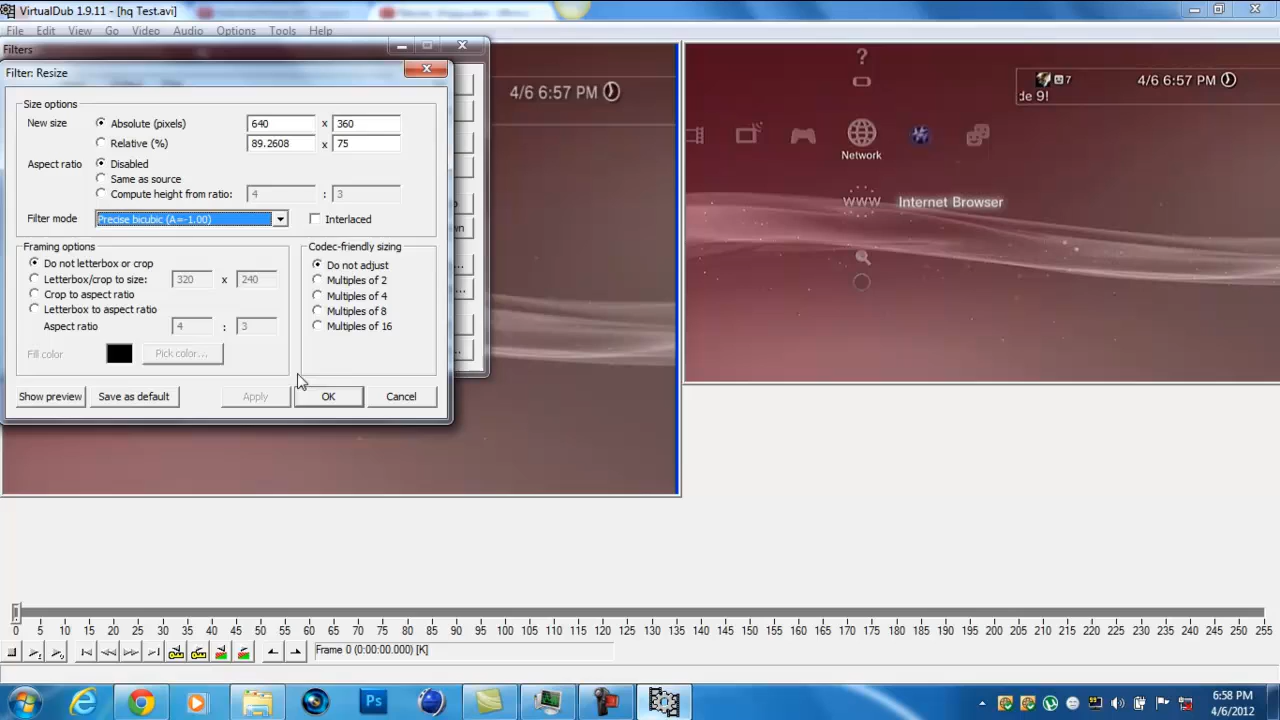 VirtualDub 1.9.11 - [hq Test.avi]
File Edit View Go Video Audio Options Tools Help
Filters
Filter: Resize
Size options
New size
Absolute (pixels) 640 x 360
Relative (%) 89.2608 x 75
Aspect ratio
Disabled
Same as source
Compute height from ratio: 4 : 3
Filter mode Precise bicubic (A=-1.00) Interlaced
Framing options
Do not letterbox or crop
Letterbox/crop to size: 320 x 240
Crop to aspect ratio
Letterbox to aspect ratio
Aspect ratio 4 : 3
Fill color Pick color...
Codec-friendly sizing
Do not adjust
Multiples of 2
Multiples of 4
Multiples of 8
Multiples of 16
Show preview Save as default Apply OK Cancel
4/6 6:57 PM
?
7 4/6 6:57 PM
de 9!
Network
www Internet Browser
0 5 10 15 20 25 30 35 40 45 50 55 60 65 70 75 80 85 90 95 100 105 110 115 120 125 130 135 140 145 150 155 160 165 170 175 180 185 190 195 200 205 210 215 220 225 230 235 240 245 250 255
Frame 0 (0:00:00.000) [K]
Ps
6:58 PM
4/6/2012